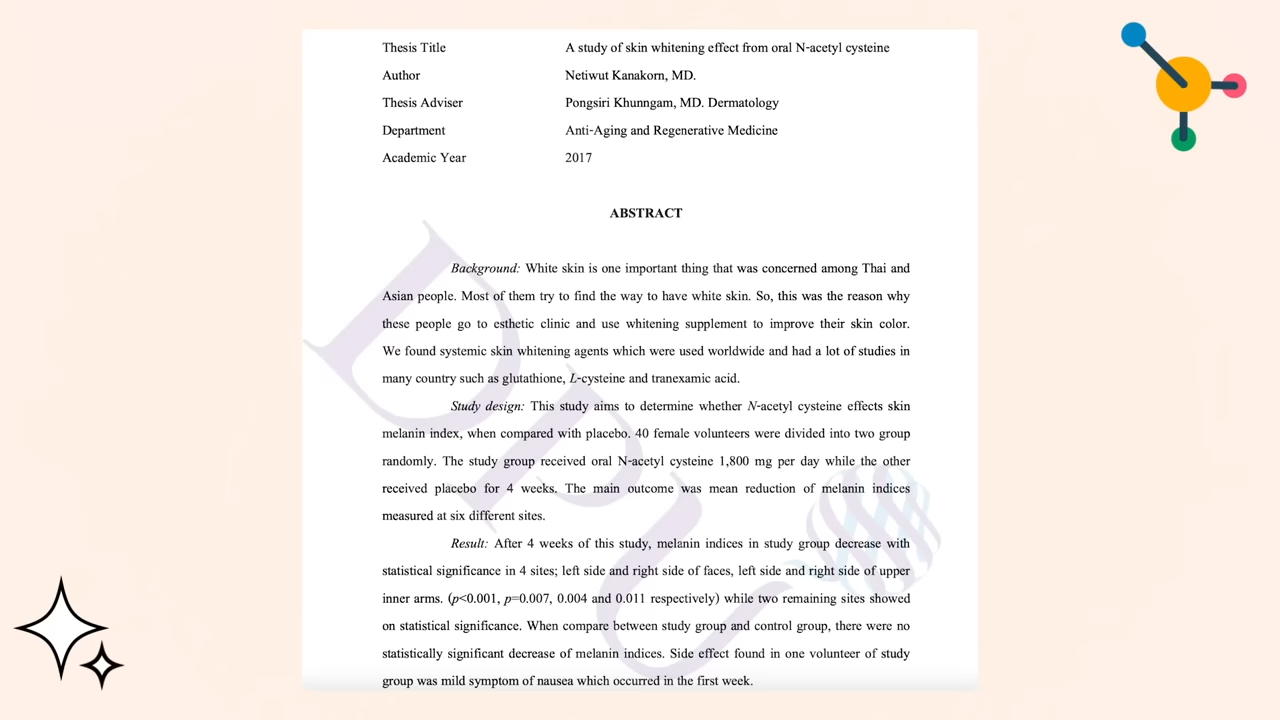 Thesis Title A study of skin whitening effect from oral N-acetyl cysteine
Author Netiwut Kanakorn, MD.
Thesis Adviser Pongsiri Khunngam, MD. Dermatology
Department Anti-Aging and Regenerative Medicine
Academic Year 2017
ABSTRACT
Background: White skin is one important thing that was concerned among Thai and
Asian people. Most of them try to find the way to have white skin. So, this was the reason why
these people go to esthetic clinic and use whitening supplement to improve their skin color.
We found systemic skin whitening agents which were used worldwide and had a lot of studies in
many country such as glutathione, L-cysteine and tranexamic acid.
Study design: This study aims to determine whether N-acetyl cysteine effects skin
melanin index, when compared with placebo. 40 female volunteers were divided into two group
randomly. The study group received oral N-acetyl cysteine 1,800 mg per day while the other
received placebo for 4 weeks. The main outcome was mean reduction of melanin indices
measured at six different sites.
Result: After 4 weeks of this study, melanin indices in study group decrease with
statistical significance in 4 sites; left side and right side of faces, left side and right side of upper
inner arms. (p<0.001, p=0.007, 0.004 and 0.011 respectively) while two remaining sites showed
on statistical significance. When compare between study group and control group, there were no
statistically significant decrease of melanin indices. Side effect found in one volunteer of study
group was mild symptom of nausea which occurred in the first week.
DPU